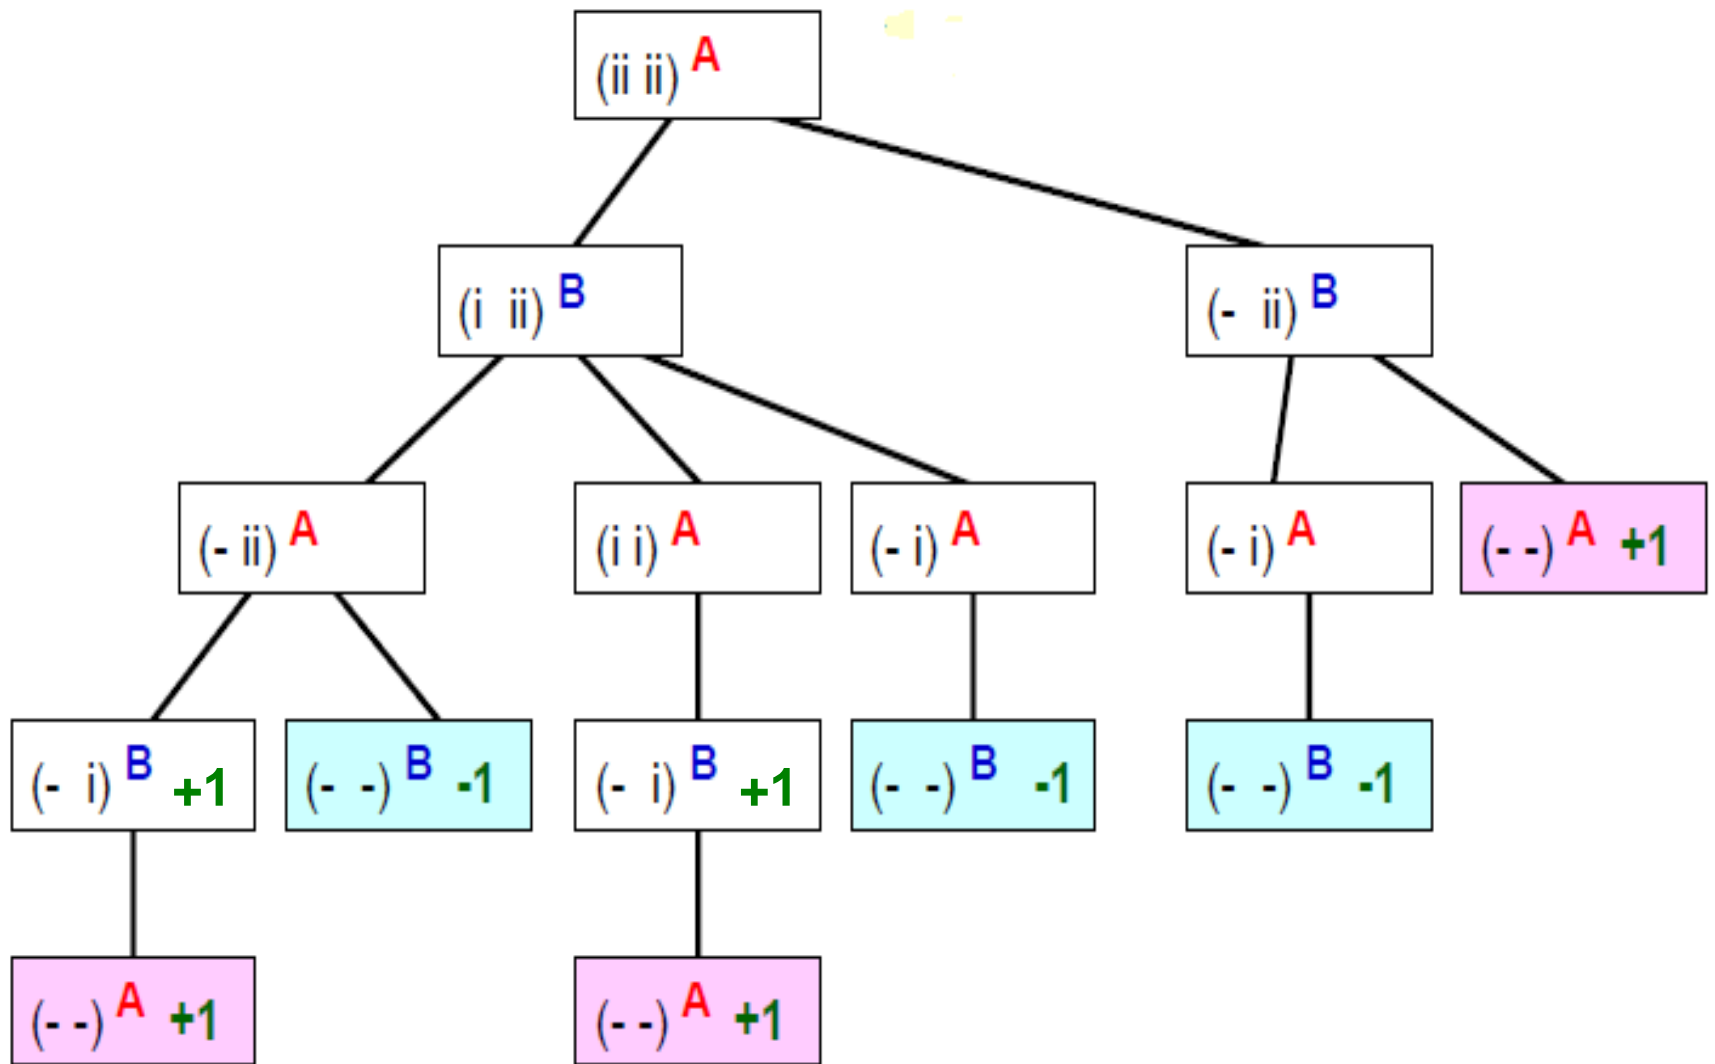 (ii ii) A
(i ii) B
(- ii) B
(- ii) A
(i i) A
(- i) A
(- i) A
(- -) A +1
(- i) B +1
(- -) B -1
(- i) B +1
(- -) B -1
(- -) B -1
(- -) A +1
(- -) A +1